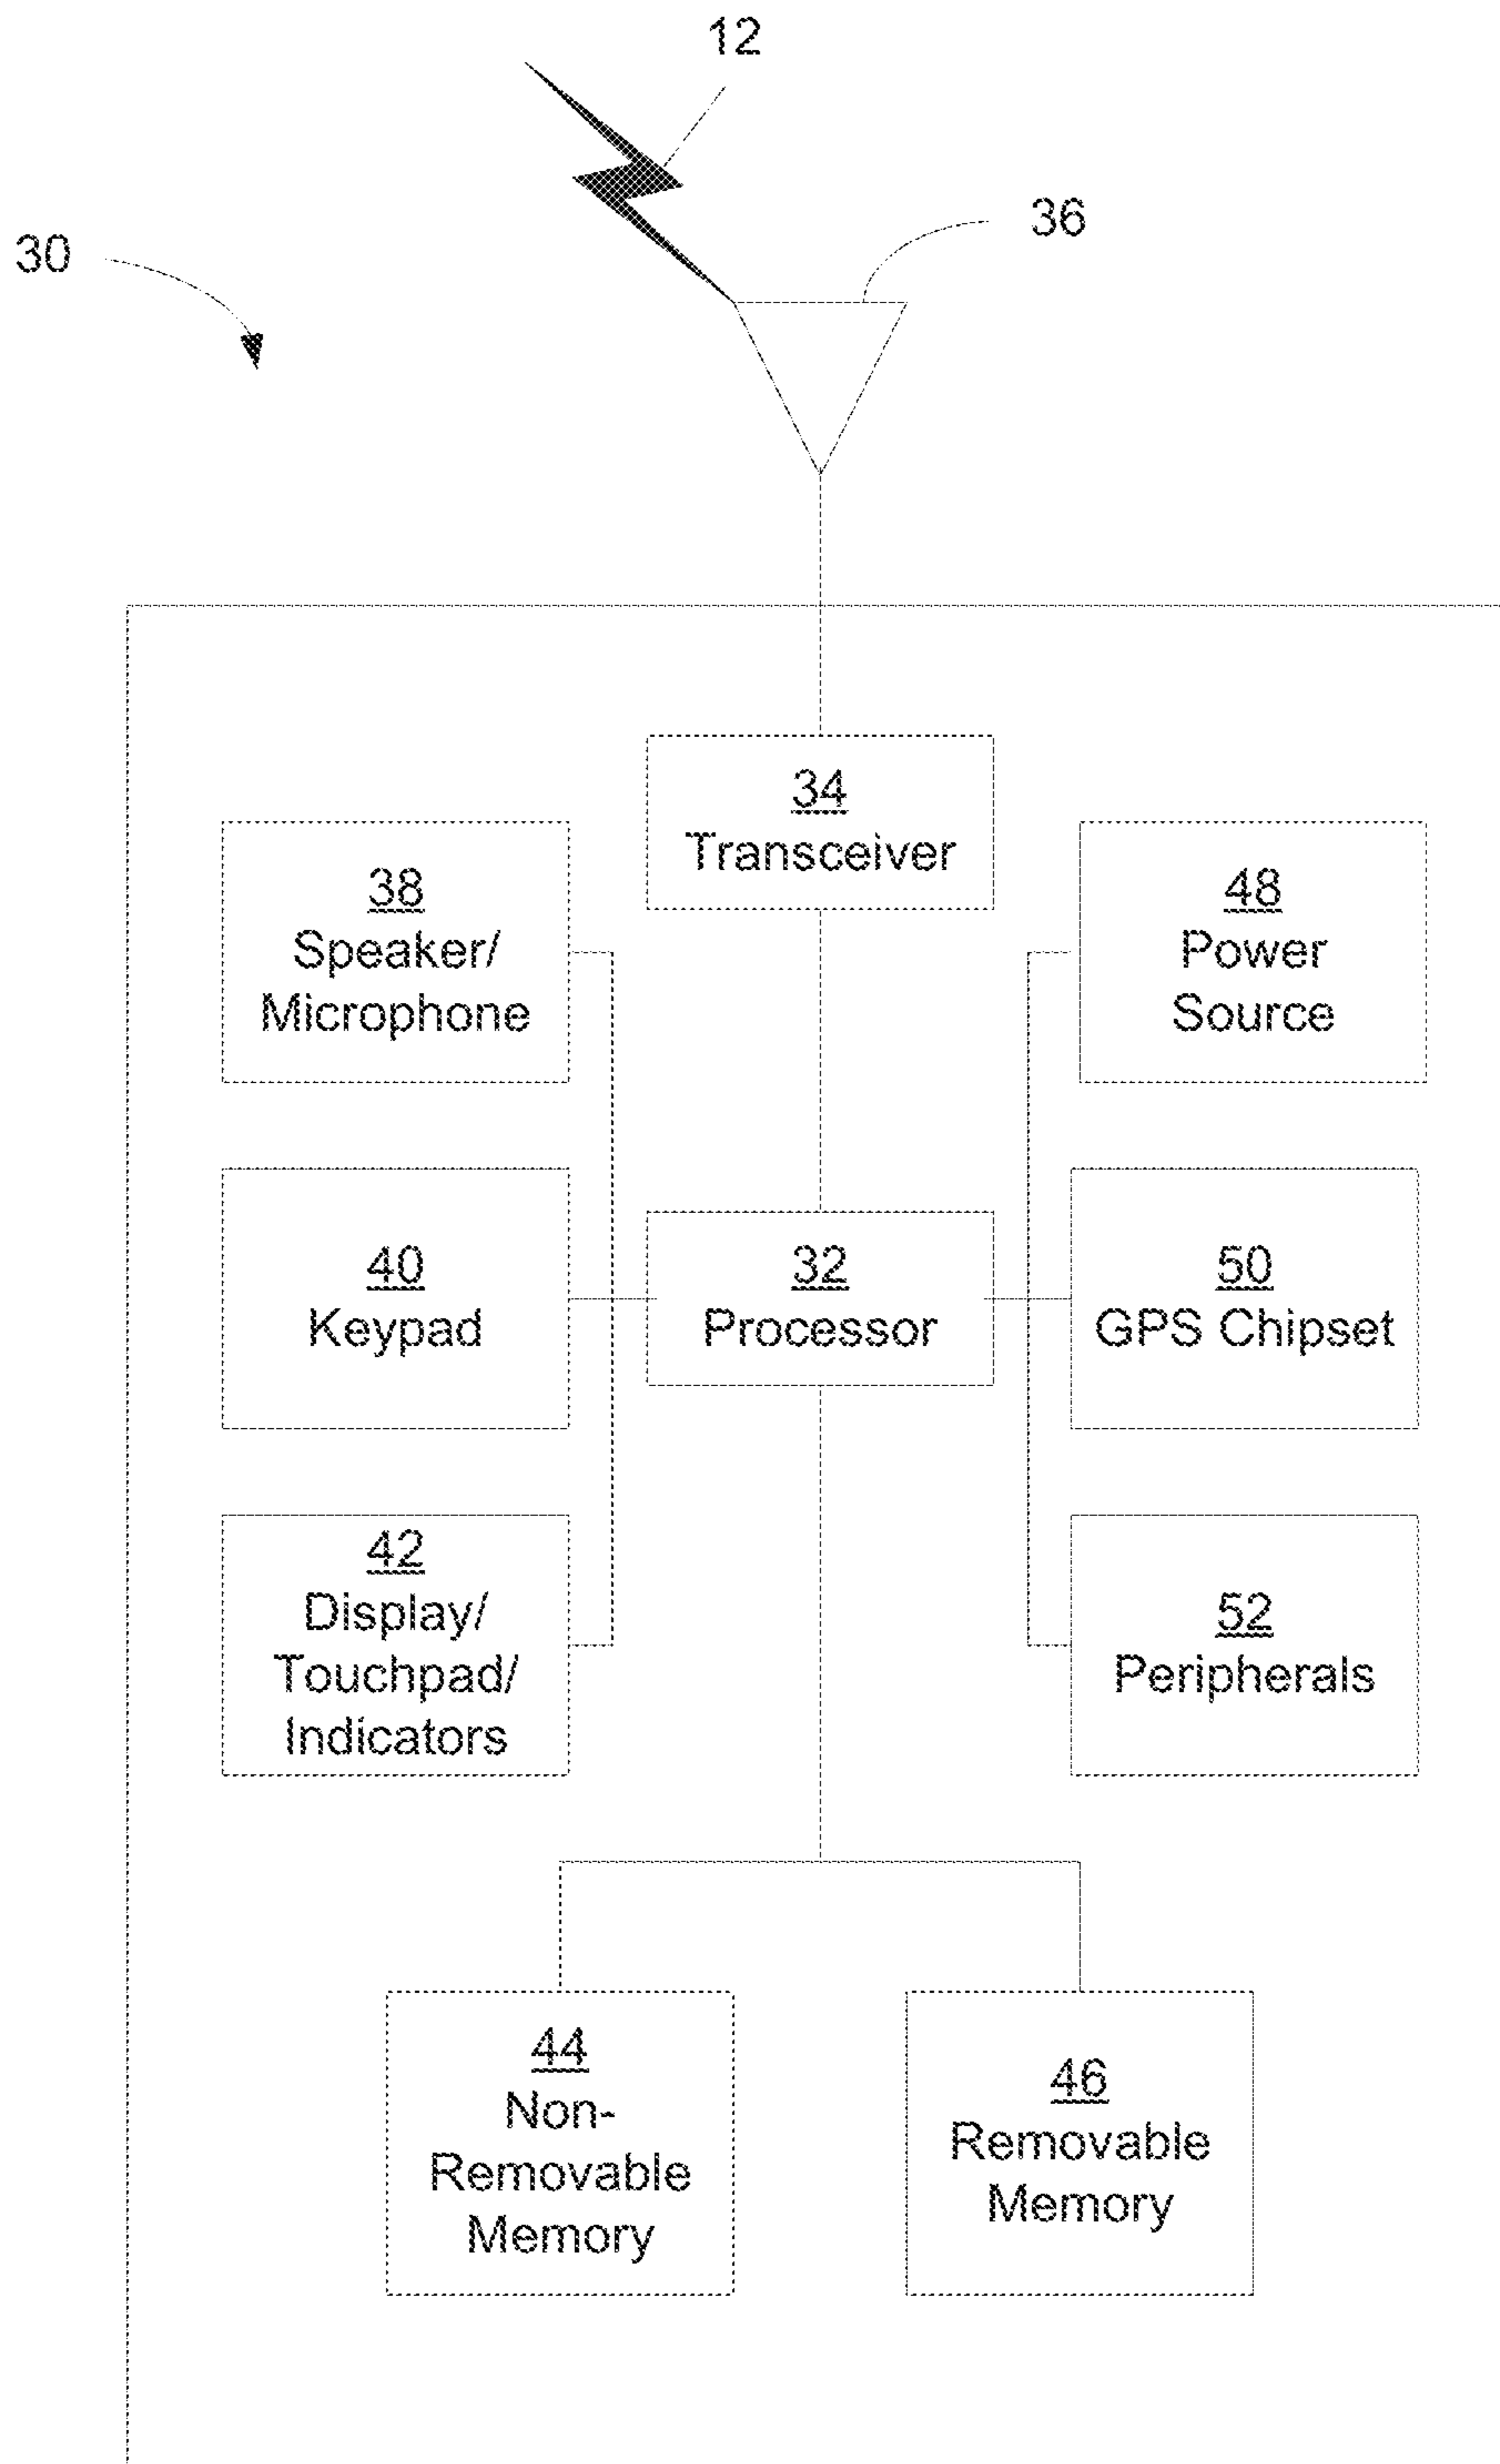 12
36
30
34
Transceiver
38
Speaker/
Microphone
48
Power
Source
40
Keypad
32
Processor
50
GPS Chipset
42
Display/
Touchpad/
Indicators
52
Peripherals
44
Non-
Removable
Memory
46
Removable
Memory